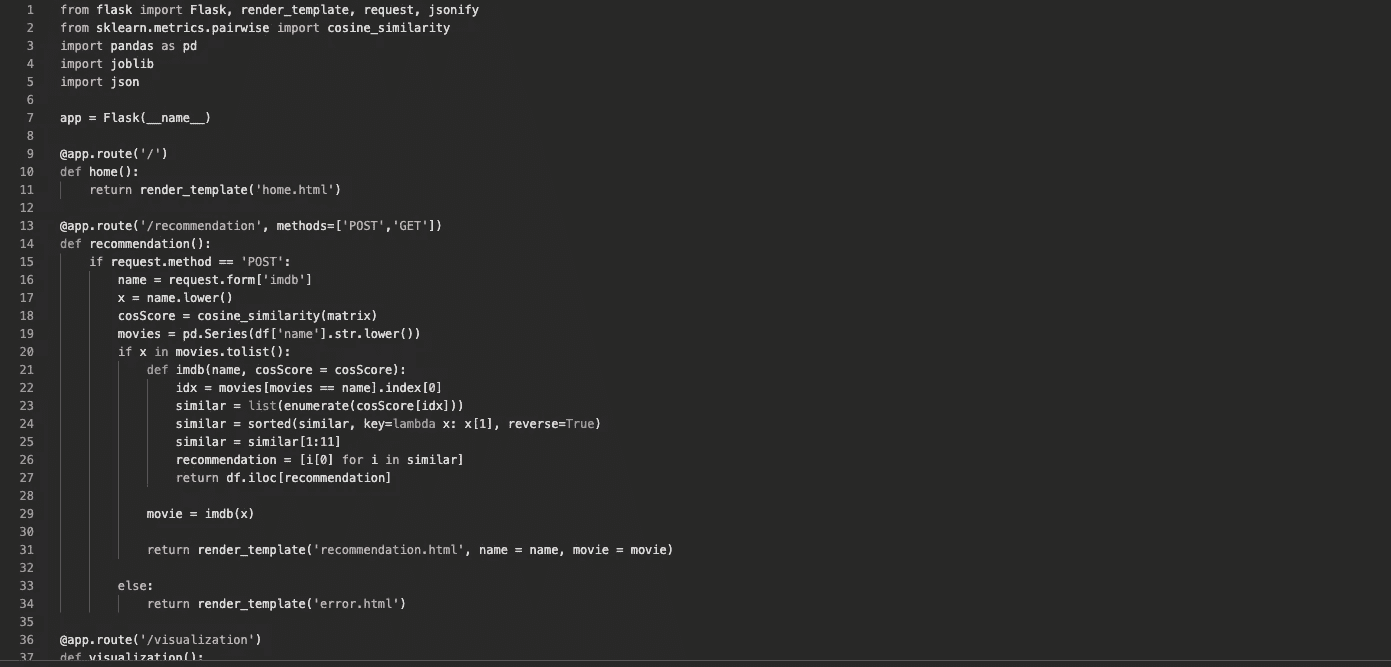 1 from flask import Flask, render_template, request, jsonify
2 from sklearn.metrics.pairwise import cosine_similarity
3 import pandas as pd
4 import joblib
5 import json
6
7 app = Flask(__name__)
8
9 @app.route('/')
10 def home():
11     return render_template('home.html')
12
13 @app.route('/recommendation', methods=['POST','GET'])
14 def recommendation():
15     if request.method == 'POST':
16         name = request.form['imdb']
17         x = name.lower()
18         cosScore = cosine_similarity(matrix)
19         movies = pd.Series(df['name'].str.lower())
20         if x in movies.tolist():
21             def imdb(name, cosScore = cosScore):
22                 idx = movies[movies == name].index[0]
23                 similar = list(enumerate(cosScore[idx]))
24                 similar = sorted(similar, key=lambda x: x[1], reverse=True)
25                 similar = similar[1:11]
26                 recommendation = [i[0] for i in similar]
27                 return df.iloc[recommendation]
28
29             movie = imdb(x)
30
31             return render_template('recommendation.html', name = name, movie = movie)
32
33         else:
34             return render_template('error.html')
35
36 @app.route('/visualization')
37 def visualization():